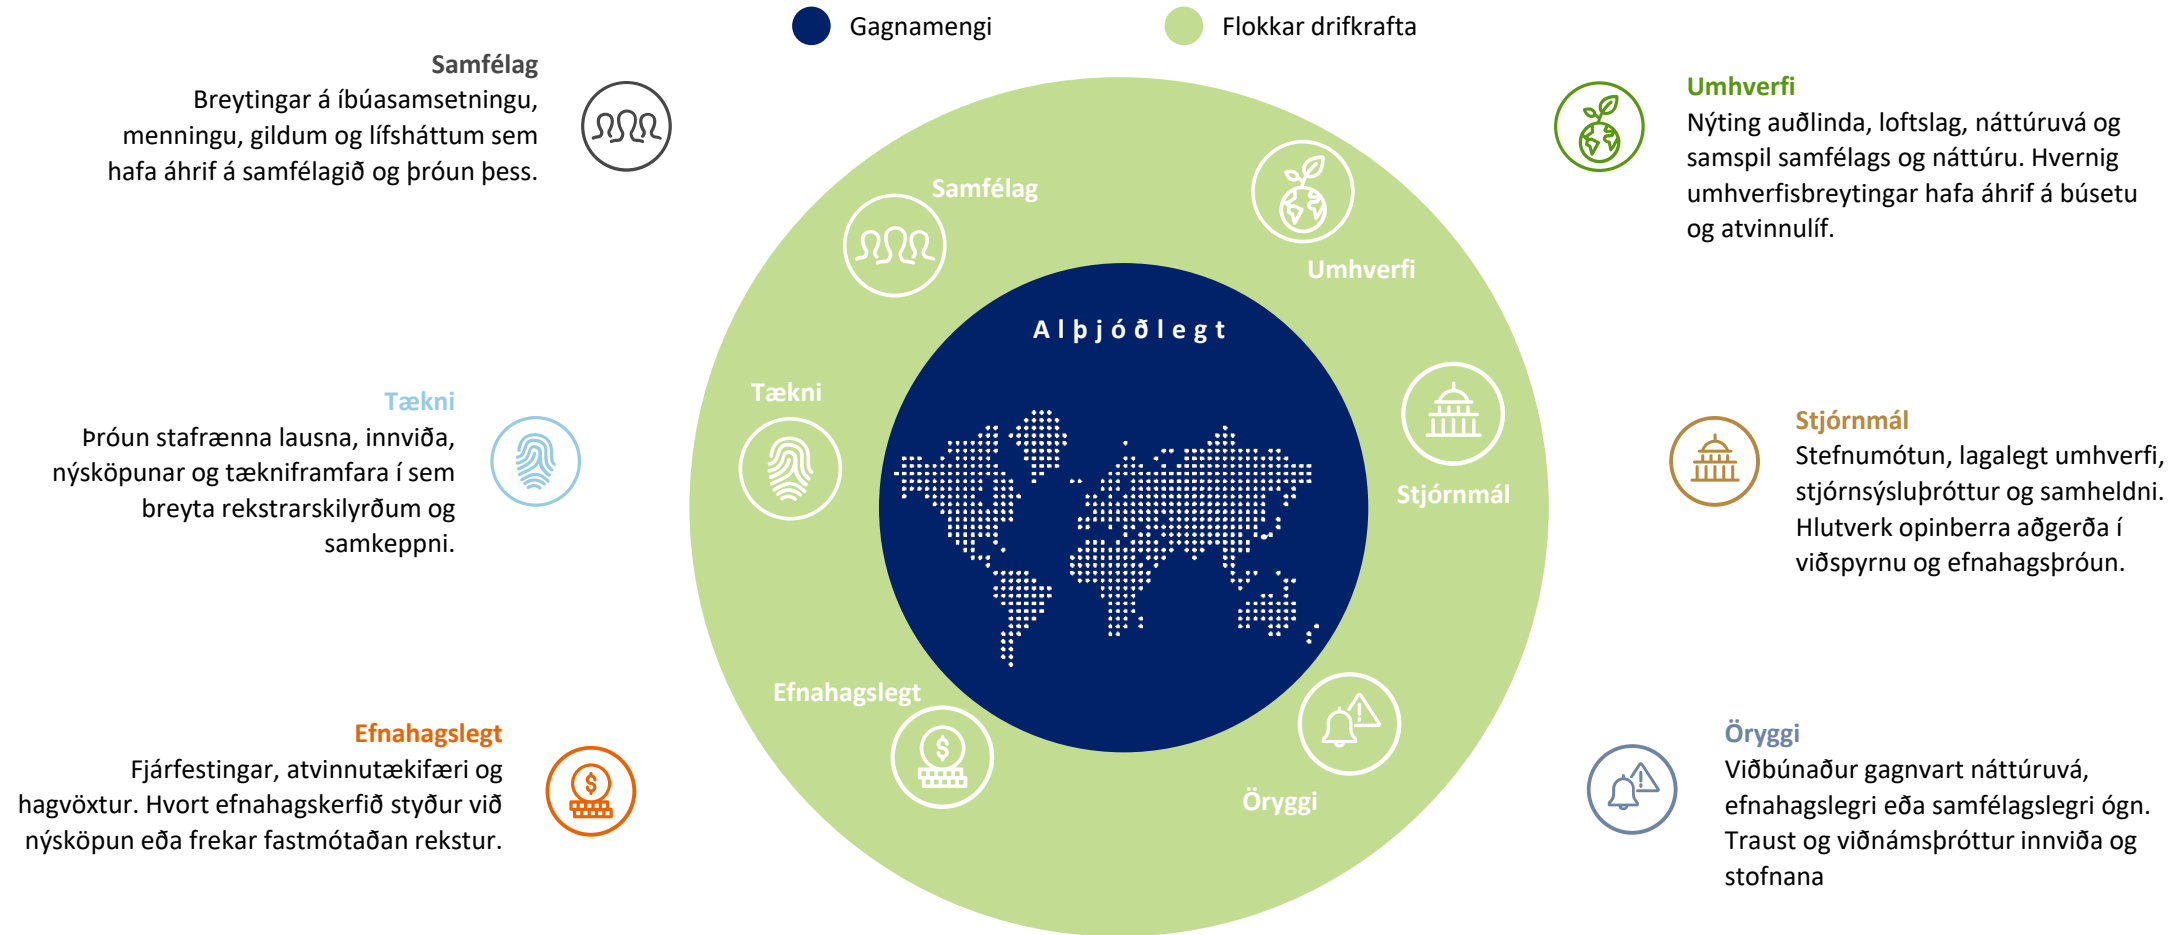 Gagnamengi
Flokkar drifkrafta
Samfélag
Breytingar á íbúasamsetningu,
menningu, gildum og lífsháttum sem
hafa áhrif á samfélagið og þróun þess.
Tækni
Þróun stafrænna lausna, innviða,
nýsköpunar og tækniframfara í sem
breyta rekstrarskilyrðum og
samkeppni.
Efnahagslegt
Fjárfestingar, atvinnutækifæri og
hagvöxtur. Hvort efnahagskerfið styður við
nýsköpun eða frekar fastmótaðan rekstur.
Samfélag
Umhverfi
Alþjóðlegt
Tækni
Stjórnmál
Efnahagslegt
Öryggi
Umhverfi
Nýting auðlinda, loftslag, náttúruvá og
samspil samfélags og náttúru. Hvernig
umhverfisbreytingar hafa áhrif á búsetu
og atvinnulíf.
Stjórnmál
Stefnumótun, lagalegt umhverfi,
stjórnsýsluþróttur og samheldni.
Hlutverk opinberra aðgerða í
viðspyrnu og efnahagsþróun.
Öryggi
Viðbúnaður gagnvart náttúruvá,
efnahagslegri eða samfélagslegri ógn.
Traust og viðnámsþróttur innviða og
stofnana